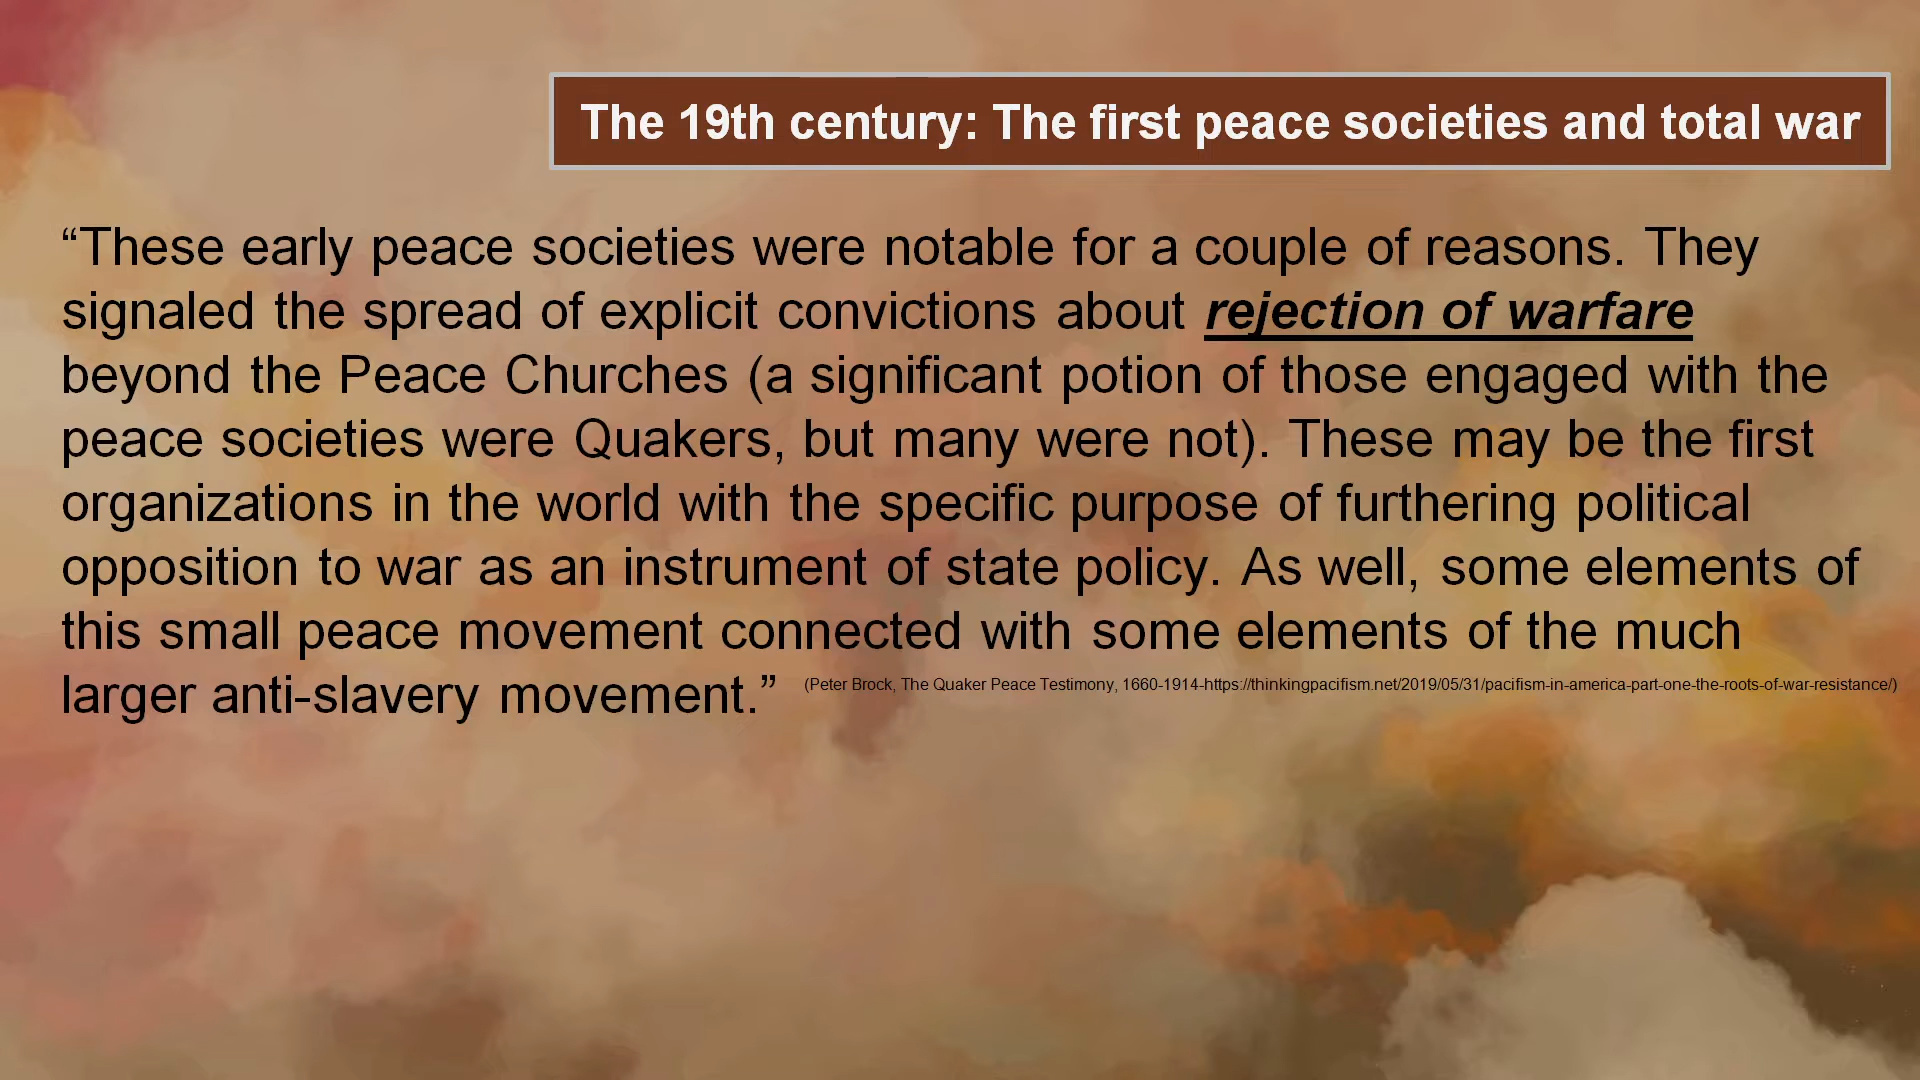 The 19th century: The first peace societies and total war
“These early peace societies were notable for a couple of reasons. They
signaled the spread of explicit convictions about rejection of warfare
beyond the Peace Churches (a significant potion of those engaged with the
peace societies were Quakers, but many were not). These may be the first
organizations in the world with the specific purpose of furthering political
opposition to war as an instrument of state policy. As well, some elements of
this small peace movement connected with some elements of the much
larger anti-slavery movement.” (Peter Brock, The Quaker Peace Testimony, 1660-1914-https://thinkingpacifism.net/2019/05/31/pacifism-in-america-part-one-the-roots-of-war-resistance/)